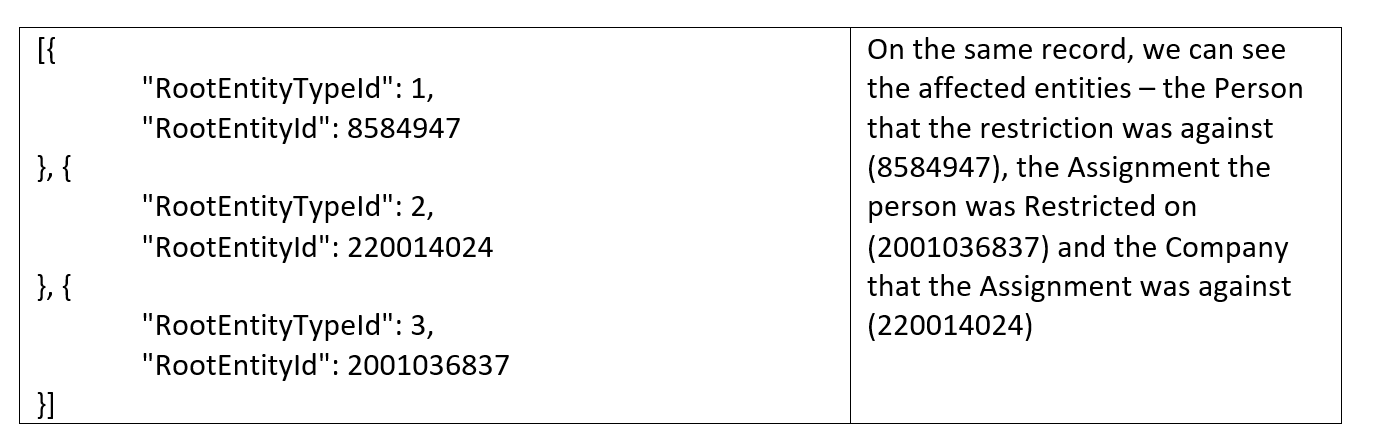 [{
"RootEntityTypeId": 1,
"RootEntityId": 8584947
}, {
"RootEntityTypeId": 2,
"RootEntityId": 220014024
}, {
"RootEntityTypeId": 3,
"RootEntityId": 2001036837
}]
On the same record, we can see
the affected entities – the Person
that the restriction was against
(8584947), the Assignment the
person was Restricted on
(2001036837) and the Company
that the Assignment was against
(220014024)